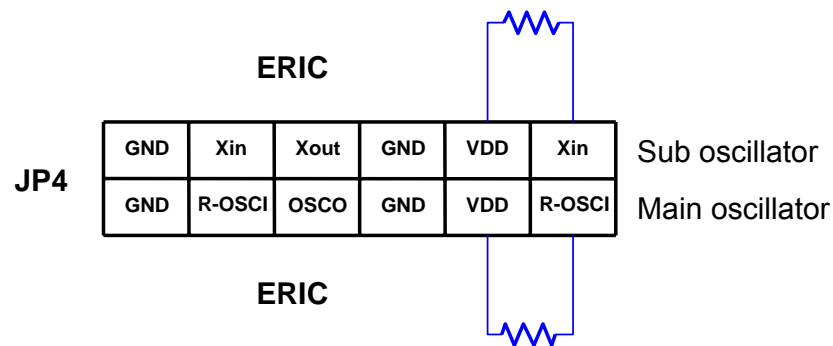 ERIC
GND Xin Xout GND VDD Xin Sub oscillator
JP4
GND R-OSCI OSCO GND VDD R-OSCI Main oscillator
ERIC